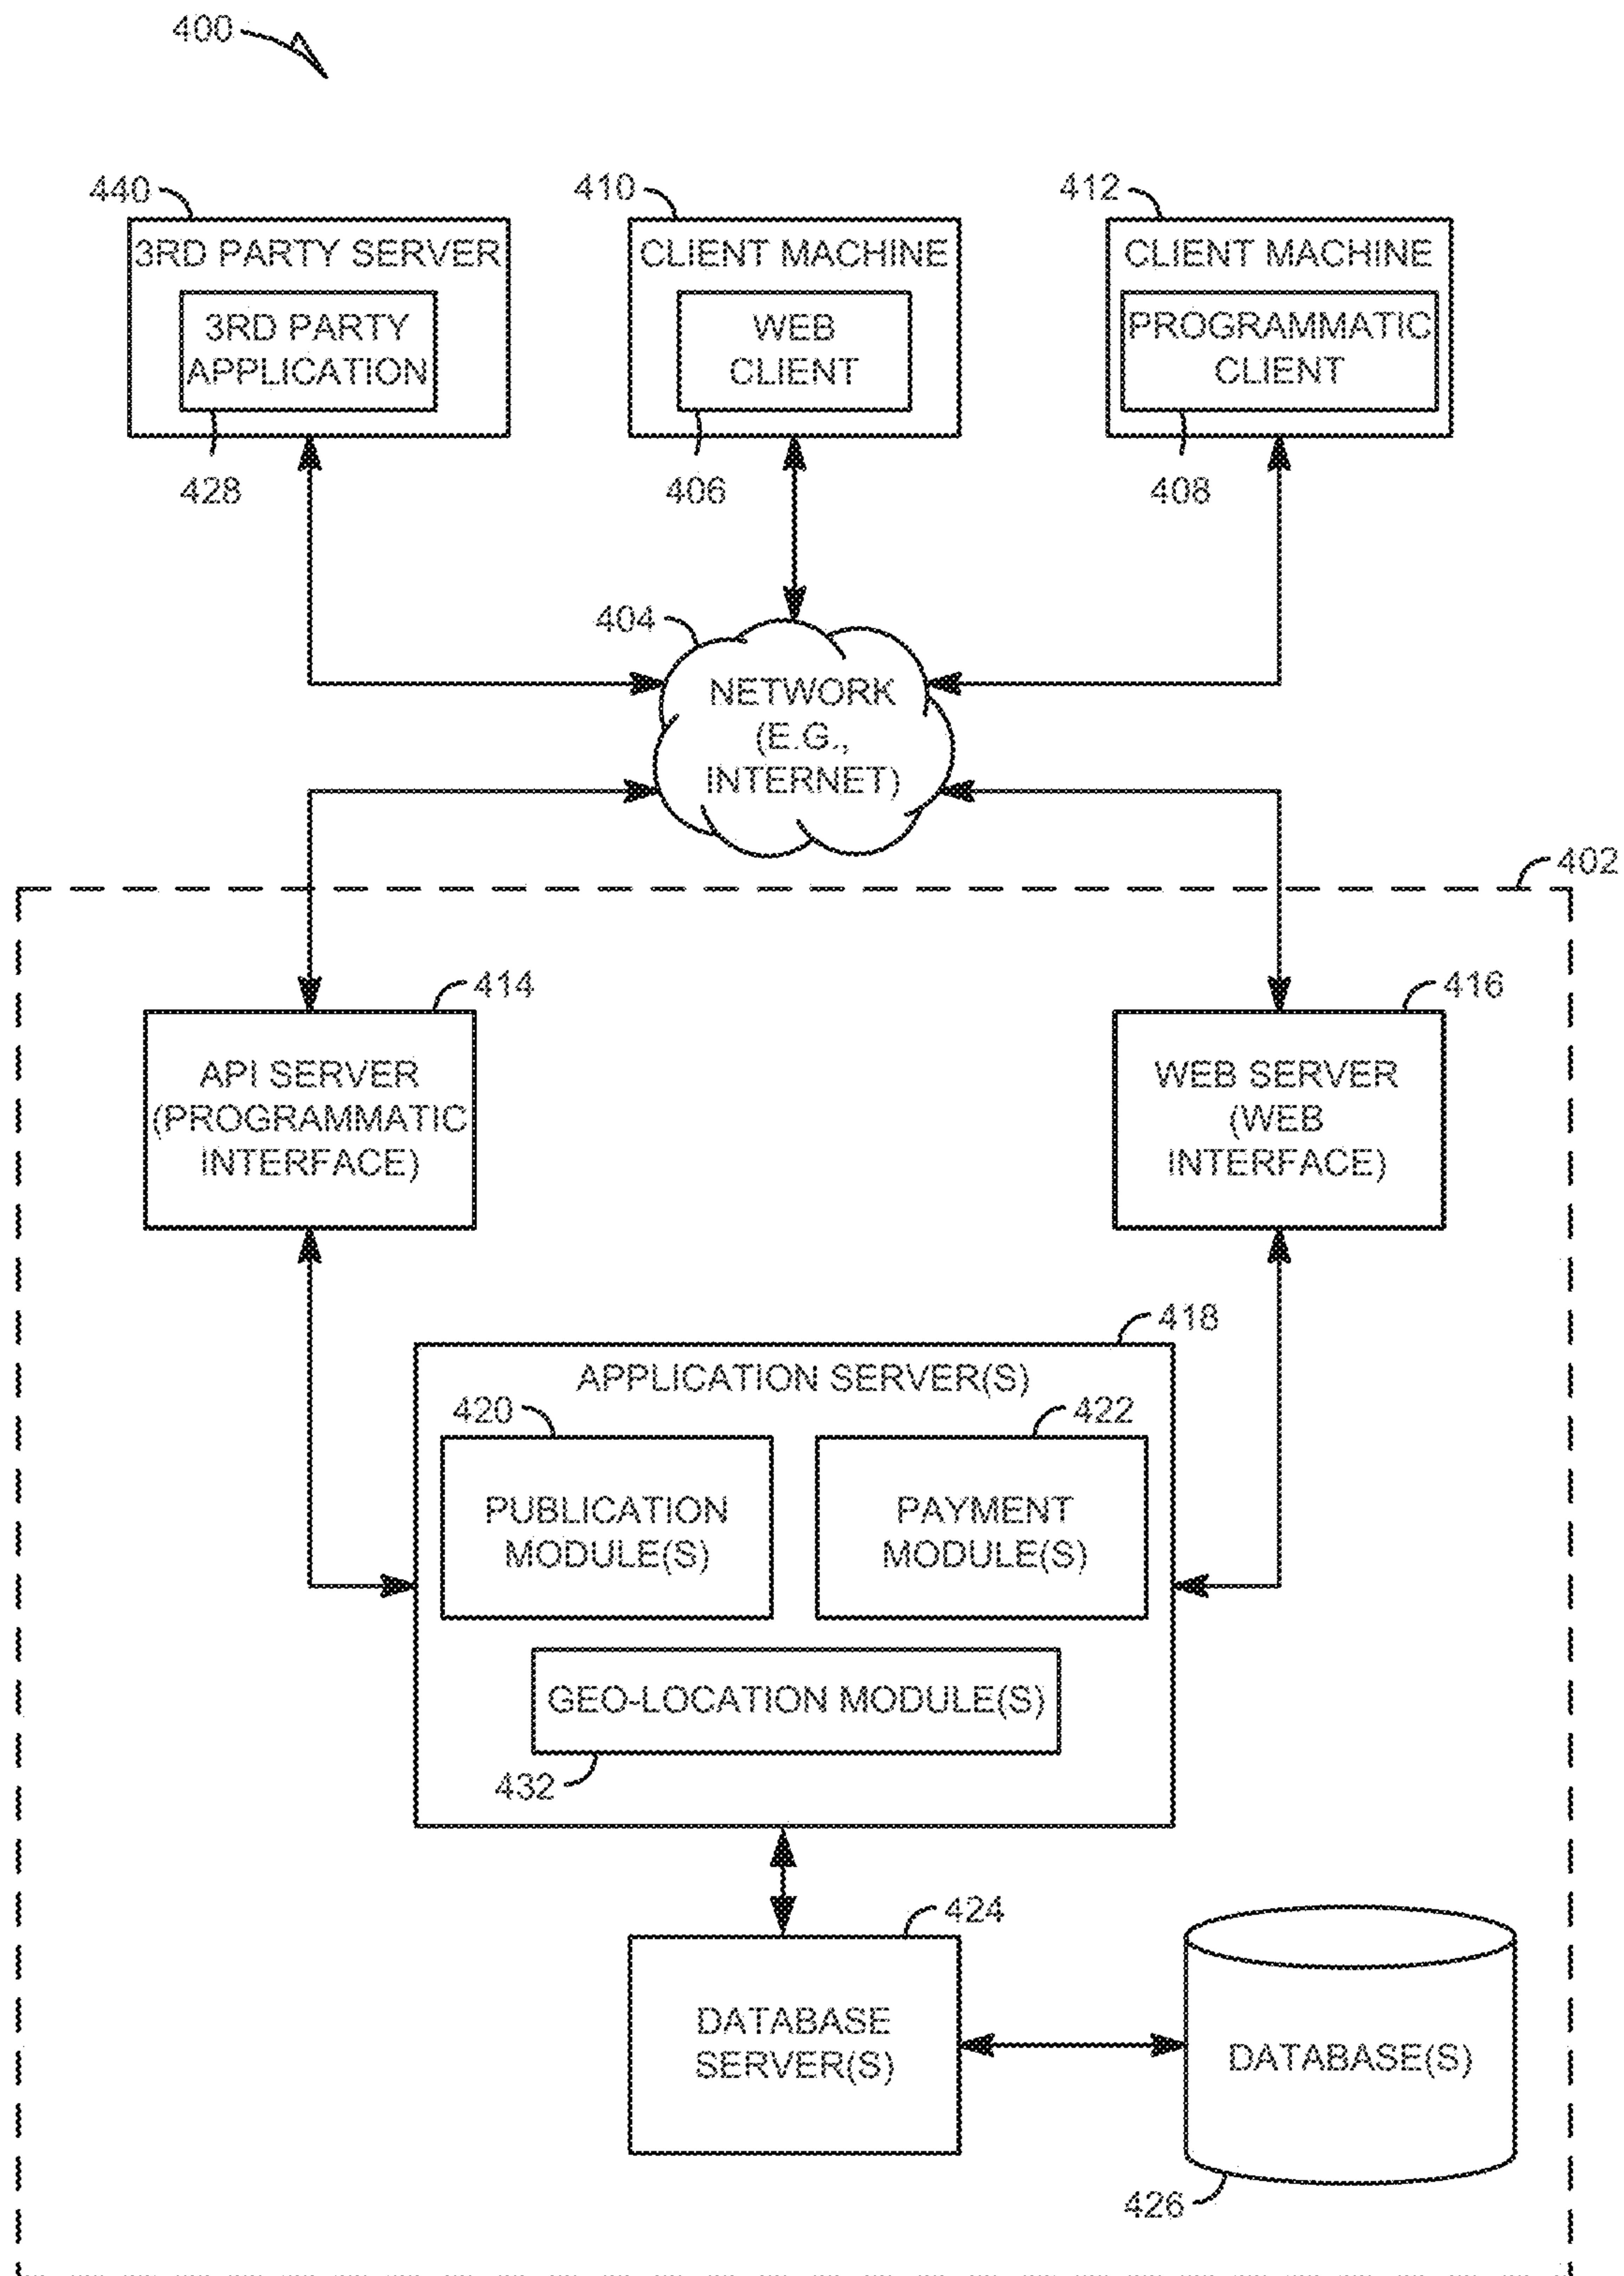 400
440
410
412
3RD PARTY SERVER
3RD PARTY
APPLICATION
428
CLIENT MACHINE
WEB
CLIENT
406
CLIENT MACHINE
PROGRAMMATIC
CLIENT
408
404
NETWORK
(E.G.,
INTERNET)
402
414
API SERVER
(PROGRAMMATIC
INTERFACE)
416
WEB SERVER
(WEB
INTERFACE)
418
APPLICATION SERVER(S)
420
PUBLICATION
MODULE(S)
422
PAYMENT
MODULE(S)
GEO-LOCATION MODULE(S)
432
424
DATABASE
SERVER(S)
DATABASE(S)
426